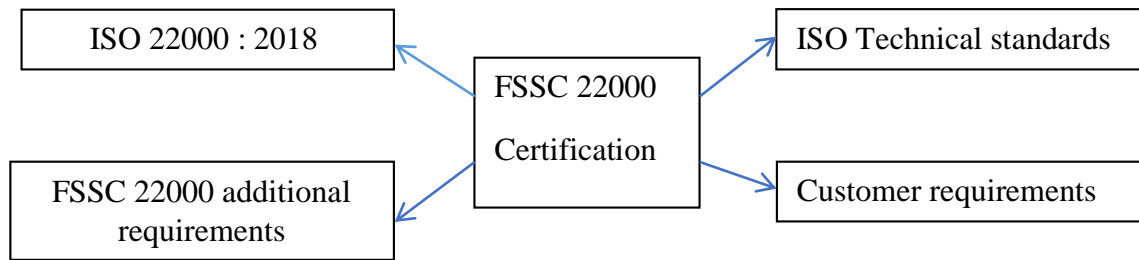 ISO 22000 : 2018
ISO Technical standards
FSSC 22000
Certification
FSSC 22000 additional
requirements
Customer requirements